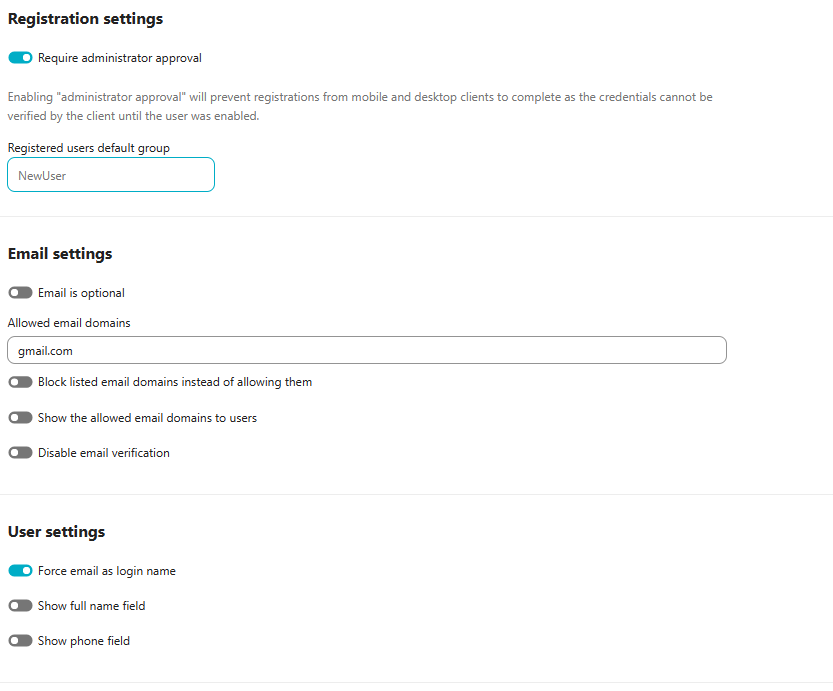 Registration settings
Require administrator approval
Enabling "administrator approval" will prevent registrations from mobile and desktop clients to complete as the credentials cannot be
verified by the client until the user was enabled.
Registered users default group
NewUser
Email settings
Email is optional
Allowed email domains
gmail.com
Block listed email domains instead of allowing them
Show the allowed email domains to users
Disable email verification
User settings
Force email as login name
Show full name field
Show phone field